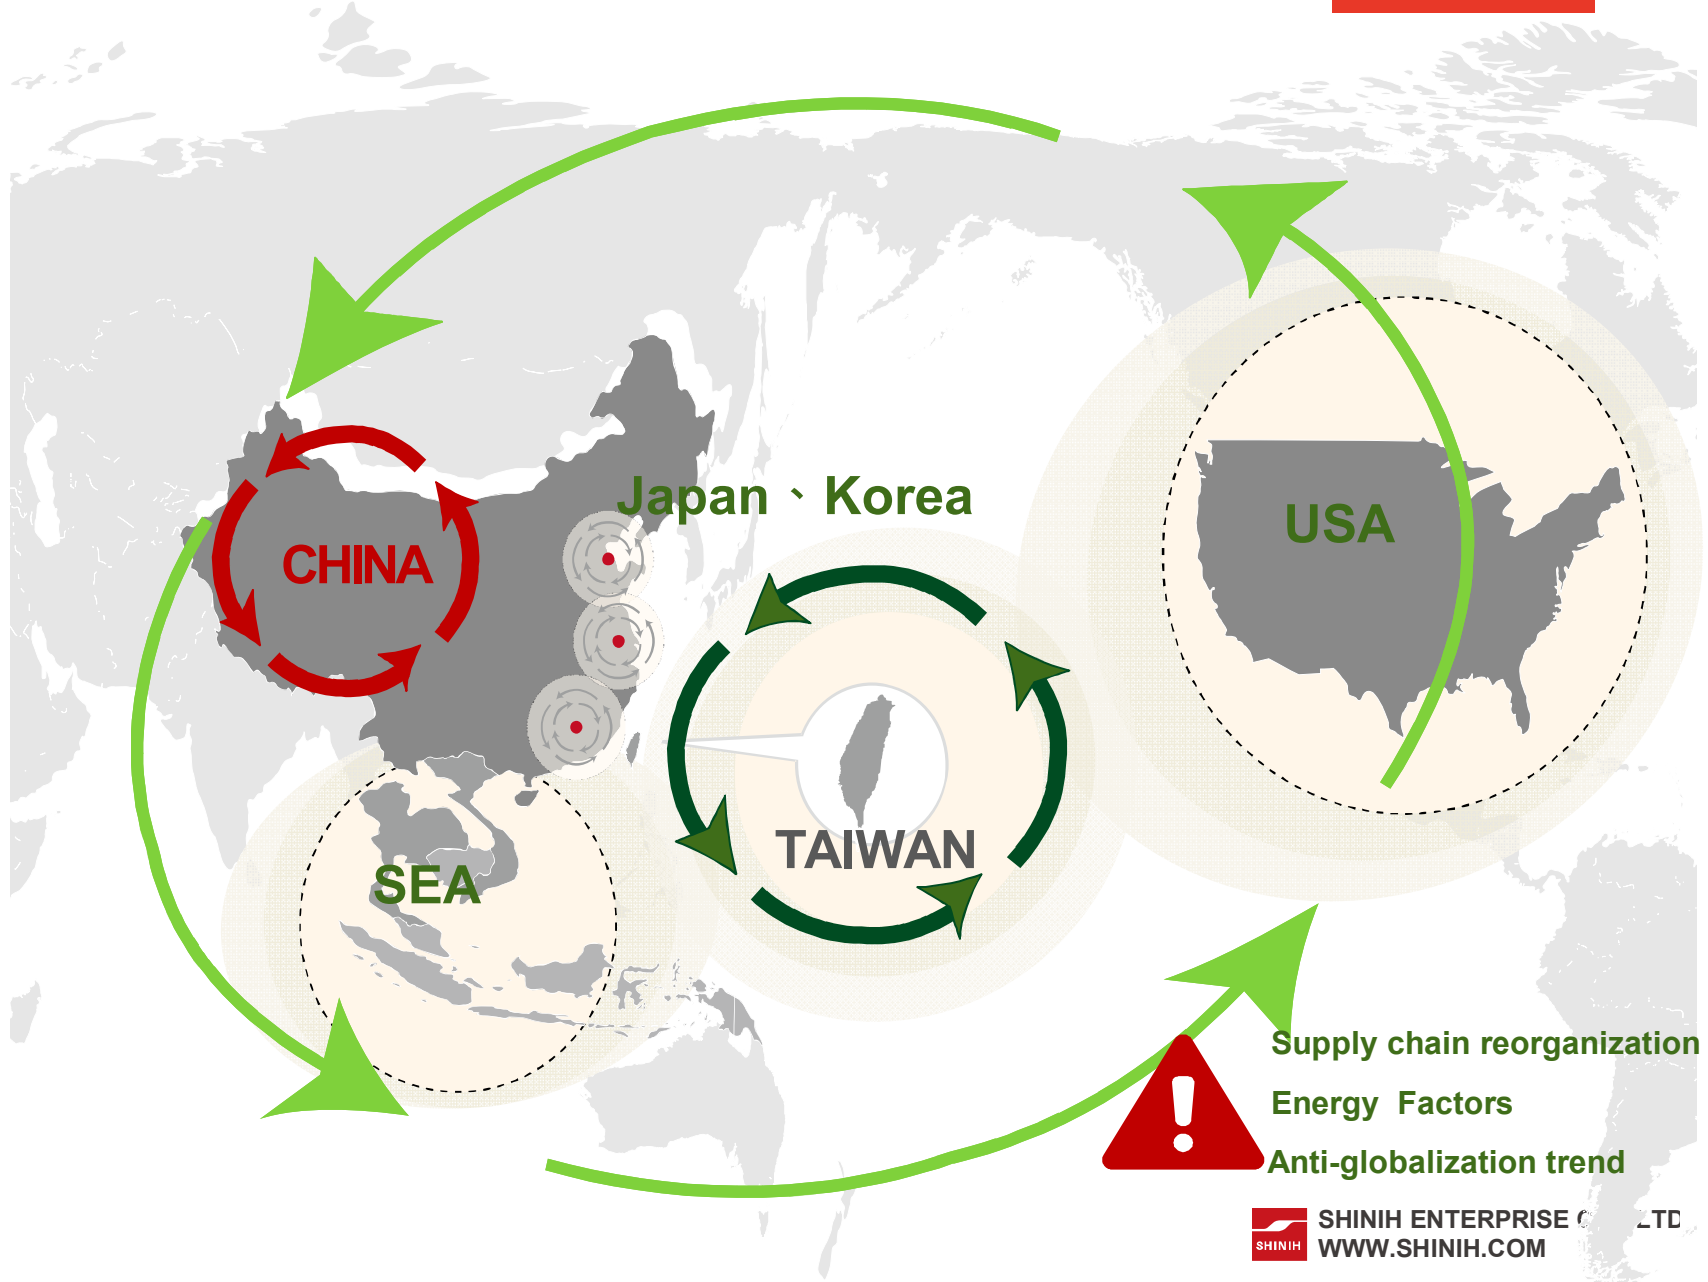 Japan、Korea
USA
CHINA
TAIWAN
SEA
Supply chain reorganization
Energy Factors
Anti-globalization trend
SHINIH ENTERPRISE LTD
WWW.SHINIH.COM
SHINIH